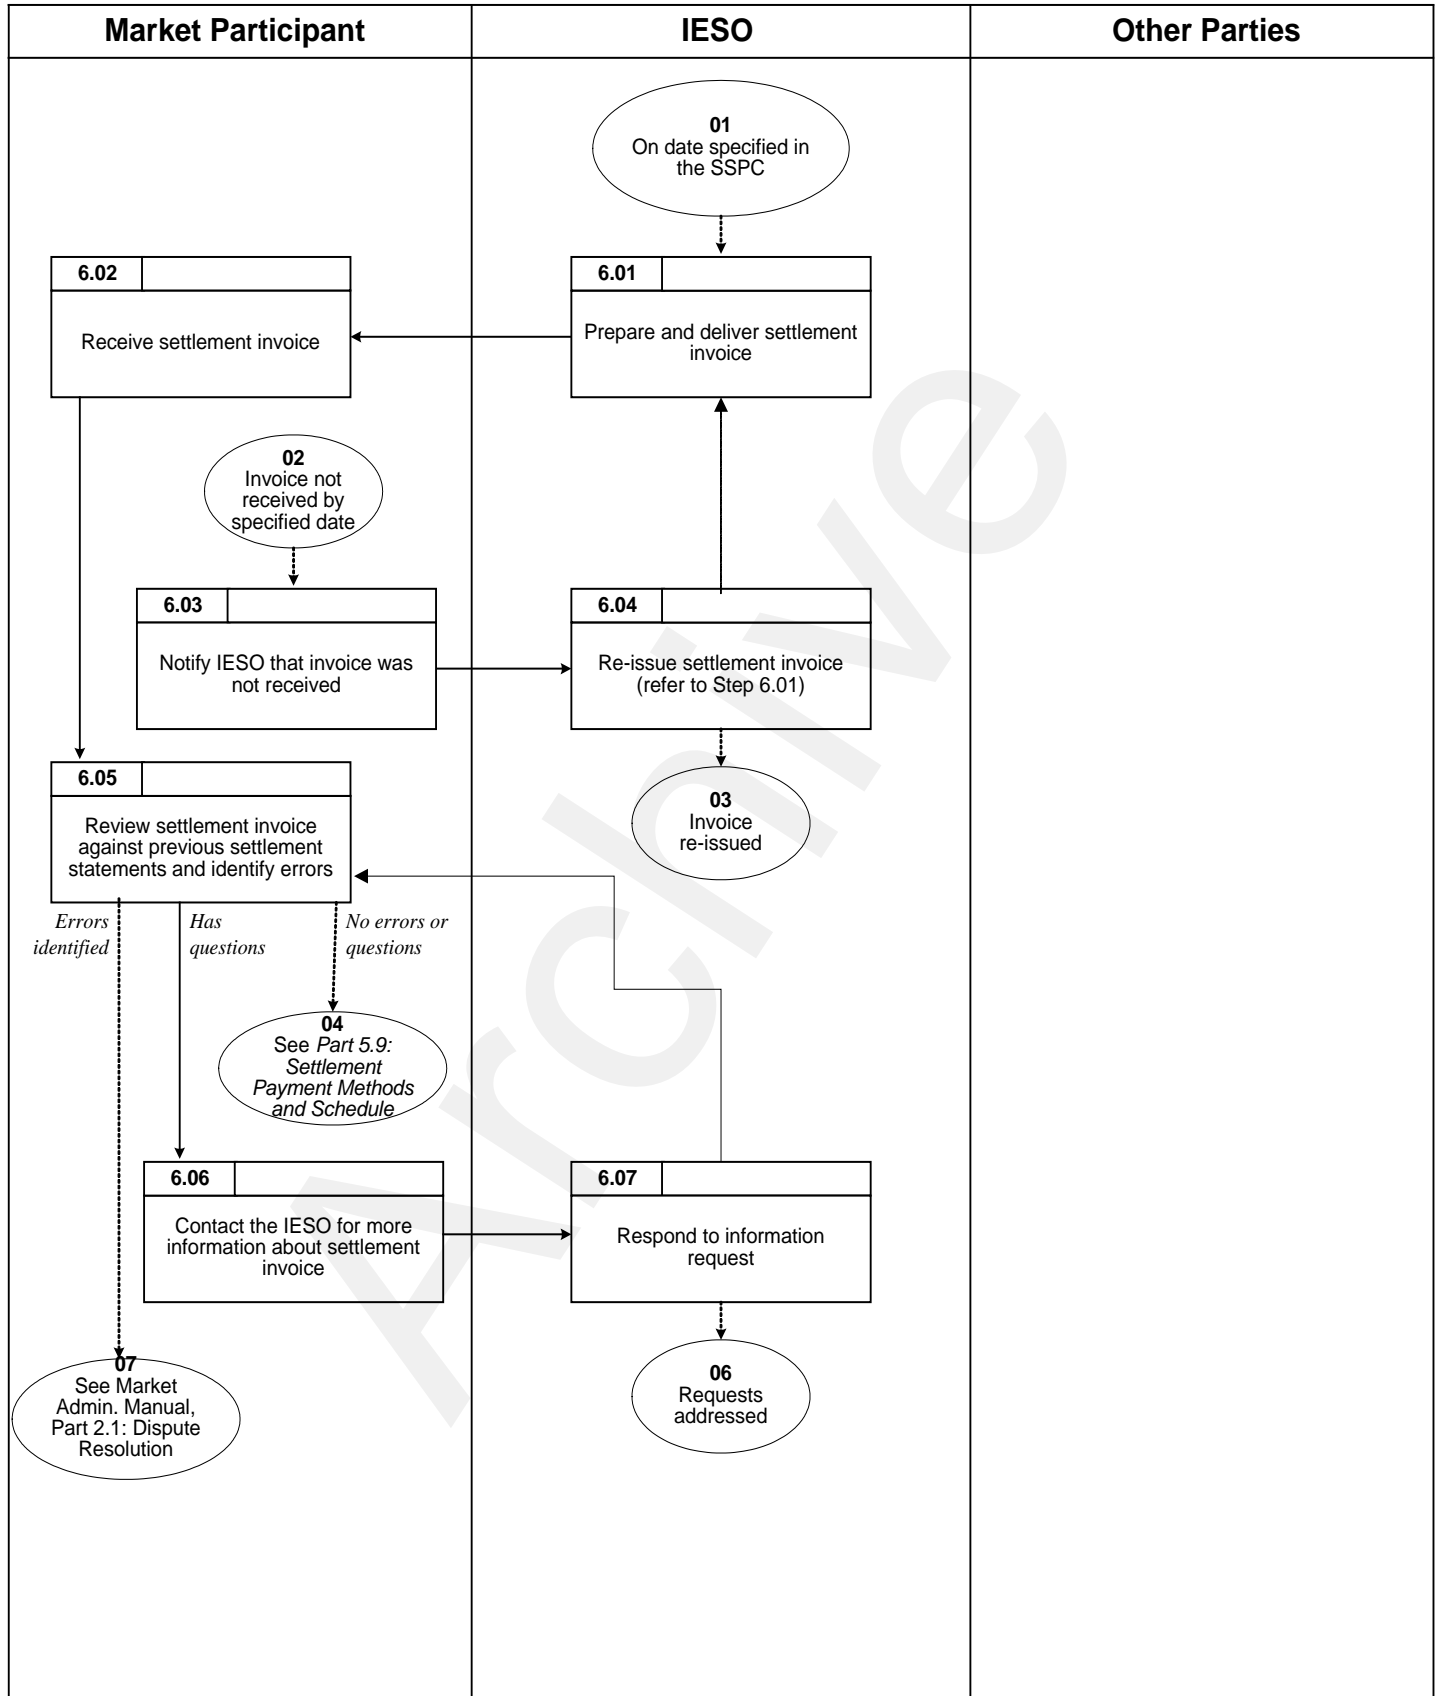 Market Participant
IESO
Other Parties
01
On date specified in
the SSPC
6.02
Receive settlement invoice
6.01
Prepare and deliver settlement
invoice
02
Invoice not
received by
specified date
6.03
Notify IESO that invoice was
not received
6.04
Re-issue settlement invoice
(refer to Step 6.01)
03
Invoice
re-issued
6.05
Review settlement invoice
against previous settlement
statements and identify errors
Errors
identified
Has
questions
No errors or
questions
04
See Part 5.9:
Settlement
Payment Methods
and Schedule
6.06
Contact the IESO for more
information about settlement
invoice
6.07
Respond to information
request
06
Requests
addressed
07
See Market
Admin. Manual,
Part 2.1: Dispute
Resolution
Archive